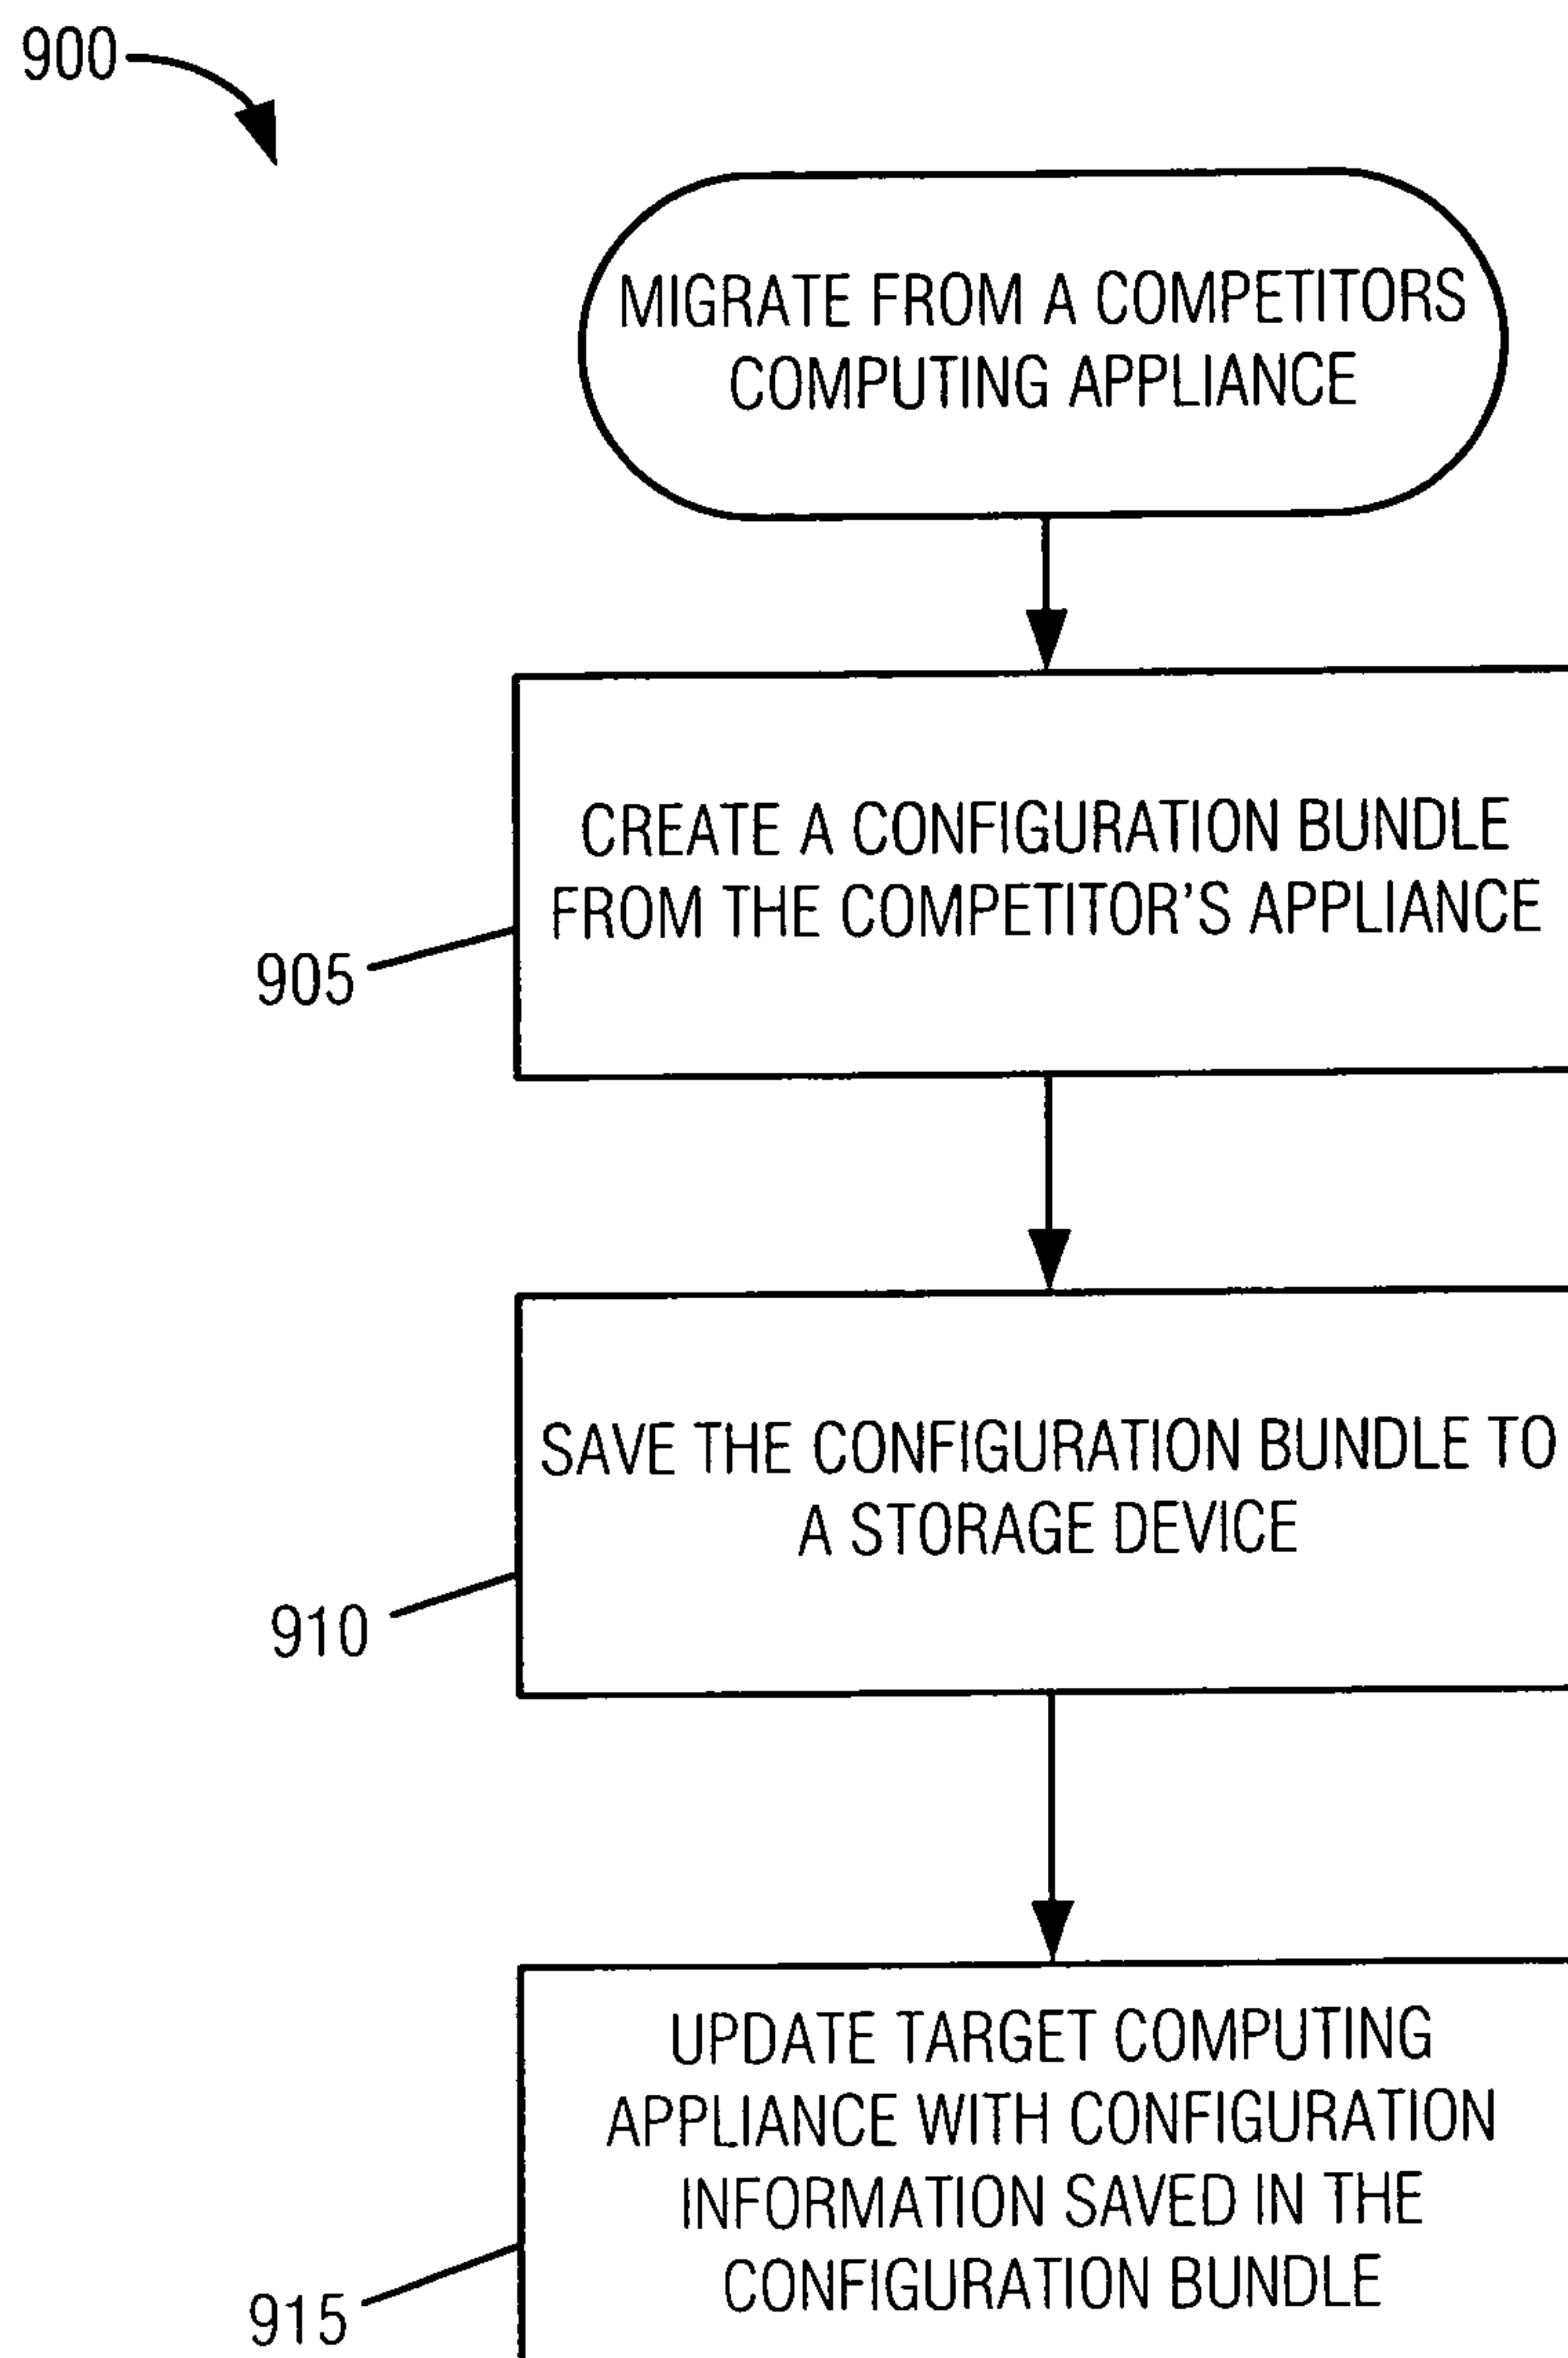 900
MIGRATE FROM A COMPETITORS
COMPUTING APPLIANCE
CREATE A CONFIGURATION BUNDLE
FROM THE COMPETITOR'S APPLIANCE
905
SAVE THE CONFIGURATION BUNDLE TO
A STORAGE DEVICE
910
UPDATE TARGET COMPUTING
APPLIANCE WITH CONFIGURATION
INFORMATION SAVED IN THE
CONFIGURATION BUNDLE
915